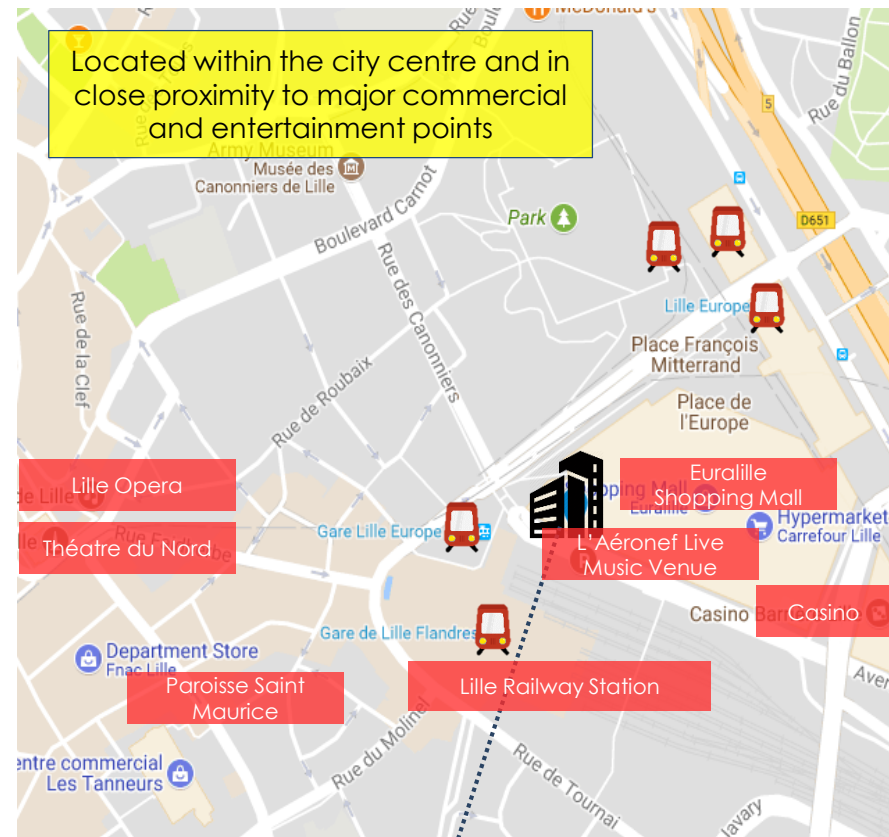 McDonald's
Located within the city centre and in
close proximity to major commercial
and entertainment points
Rue du Ballon
5
Army Museum
Musée des
Canonniers de Lille
Boulevard Carnot
Park
D651
Rue des Canonniers
Lille Europe
Rue de la Clef
Place François
Mitterrand
Rue de Roubaix
Place de
l'Europe
Lille Opera
Euralille
Shopping Mall
Euralille
Gare Lille Europe
Hypermarket
Carrefour Lille
Théatre du Nord
L'Aéronef Live
Music Venue
Casino
Casino
Gare de Lille Flandres
Department Store
Fnac Lille
Paroisse Saint
Maurice
Lille Railway Station
Rue du Molinel
Rue de Tournai
entre commercial
Les Tanneurs